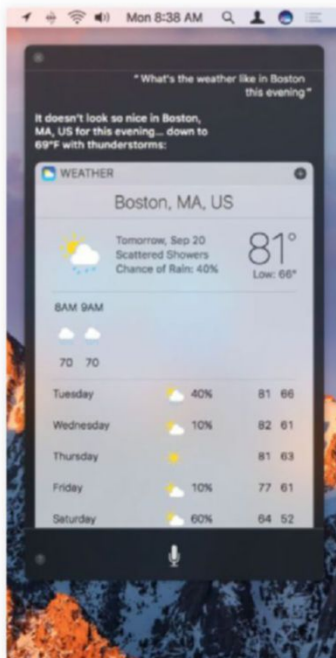 Mon 8:38 AM
"What's the weather like in Boston
this evening"
It doesn't look so nice in Boston,
MA, US for this evening... down to
69°F with thunderstorms:
WEATHER
Boston, MA, US
Tomorrow, Sep 20
Scattered Showers
Chance of Rain: 40%
81°
Low: 66°
8AM 9AM
70 70
Tuesday 40% 81 66
Wednesday 10% 82 61
Thursday 81 63
Friday 10% 77 61
Saturday 60% 64 52